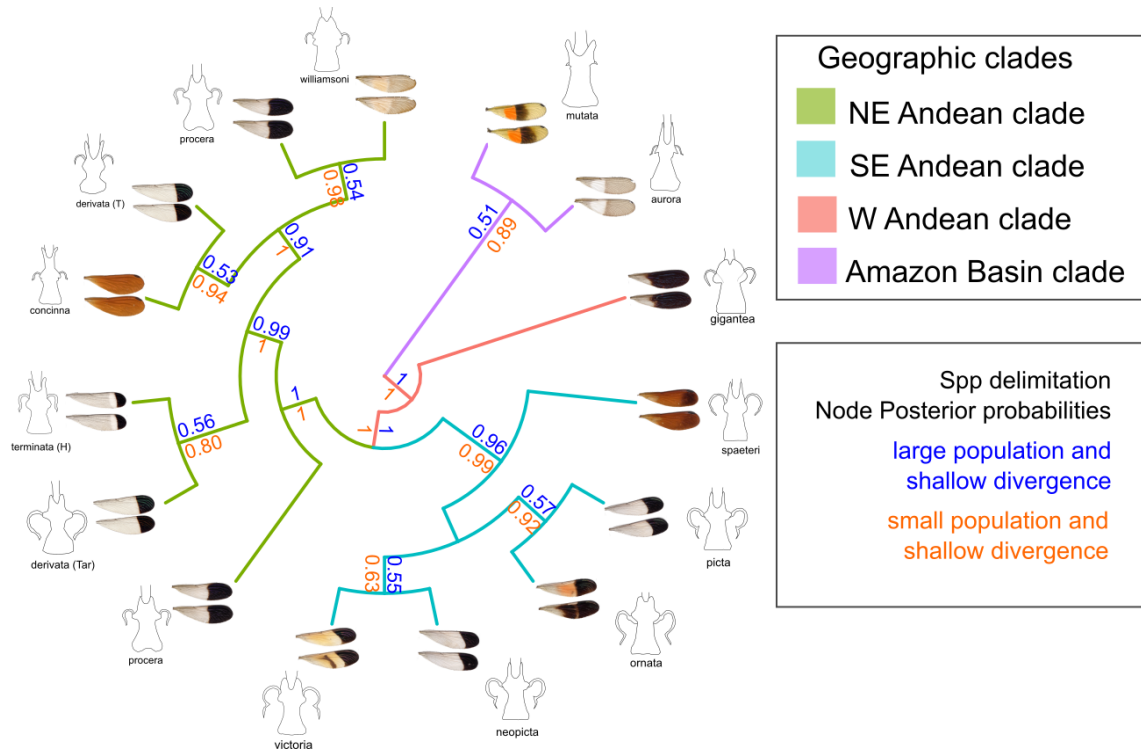 williamsoni
procera
mutata
derivata (T)
aurora
concinna
gigantea
terminata (H)
spaeteri
derivata (Tar)
picta
procera
ornata
victoria
neopicta
0.54
0.98
0.91
1
0.53
0.94
0.99
1
0.56
0.80
1
1
0.51
0.89
1
1
1
1
0.96
0.99
0.57
0.92
0.55
0.63
Geographic clades
NE Andean clade
SE Andean clade
W Andean clade
Amazon Basin clade
Spp delimitation
Node Posterior probabilities
large population and
shallow divergence
small population and
shallow divergence